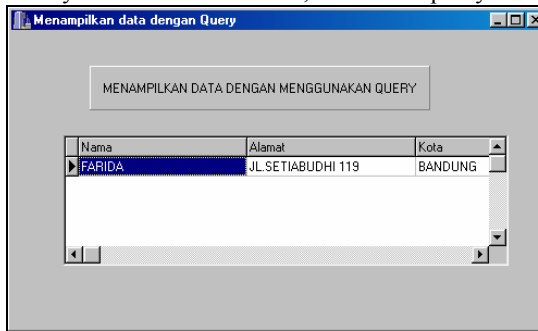 Menampilkan data dengan Query
MENAMPILKAN DATA DENGAN MENGGUNAKAN QUERY
Nama Alamat Kota
FARIDA JL.SETIABUDHI 119 BANDUNG